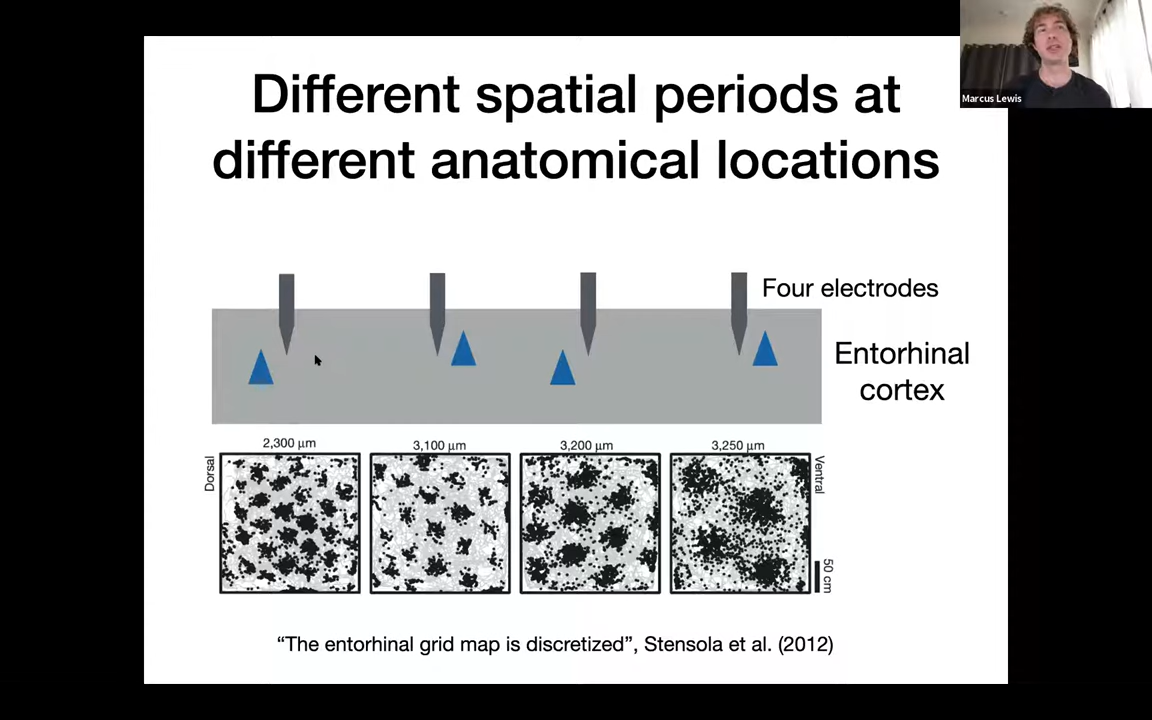 Different spatial periods at
different anatomical locations
Marcus Lewis
Four electrodes
Entorhinal
cortex
2,300 μm
3,100 μm
3,200 μm
3,250 μm
Dorsal
Ventral
50 cm
“The entorhinal grid map is discretized”, Stensola et al. (2012)